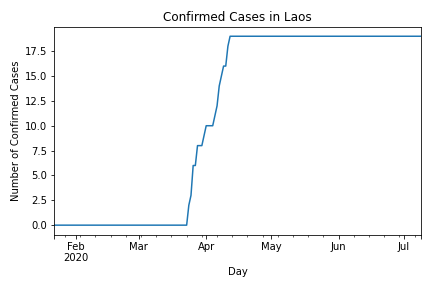 Confirmed Cases in Laos
Number of Confirmed Cases
17.5
15.0
12.5
10.0
7.5
5.0
2.5
0.0
Feb Mar Apr May Jun Jul
2020
Day